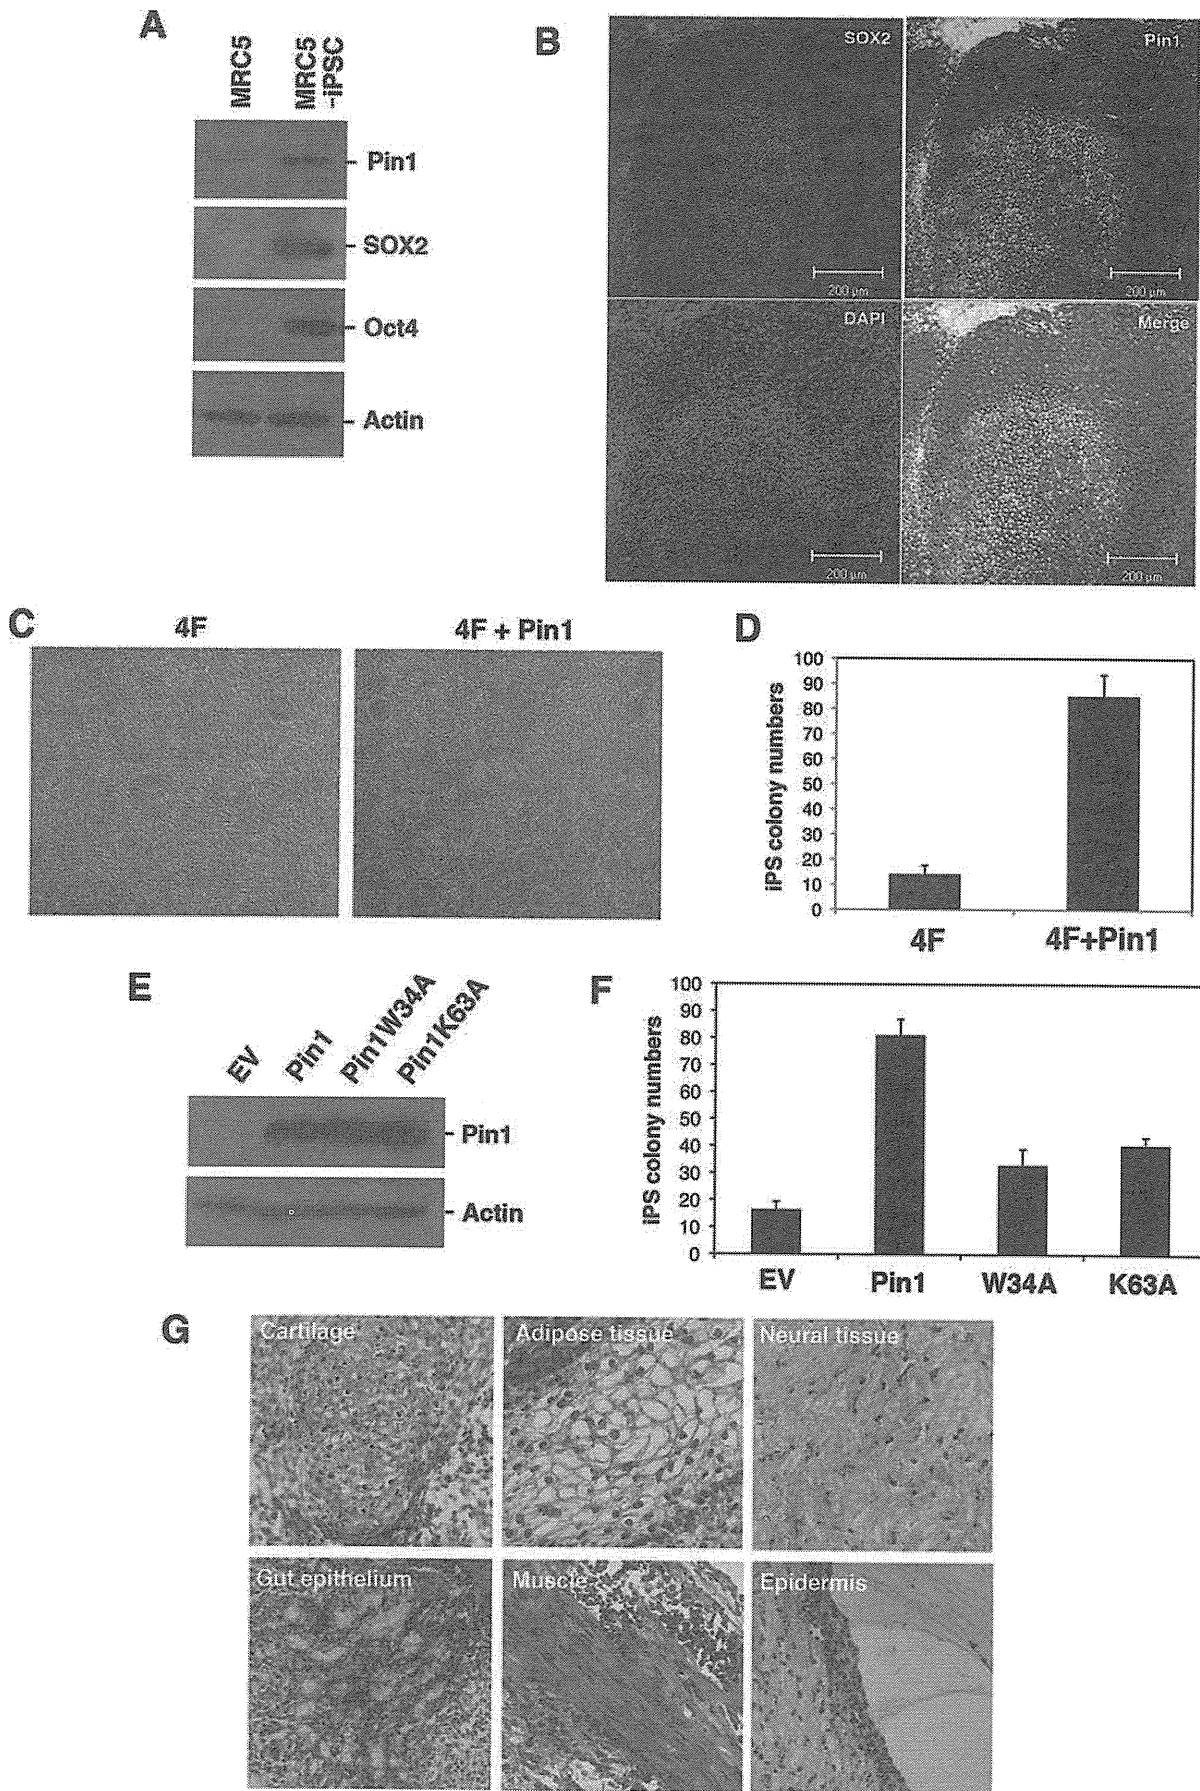 A
MRC5
MRC5
-iPSC
Pin1
SOX2
Oct4
Actin
B
SOX2
Pin1
200 µm
200 µm
DAPI
Merge
200 µm
200 µm
C
4F
4F + Pin1
D
iPS colony numbers
100
90
80
70
60
50
40
30
20
10
0
4F
4F+Pin1
E
EV
Pin1
Pin1W34A
Pin1K63A
Pin1
Actin
F
iPS colony numbers
100
90
80
70
60
50
40
30
20
10
0
EV
Pin1
W34A
K63A
G
Cartilage
Adipose tissue
Neural tissue
Gut epithelium
Muscle
Epidermis